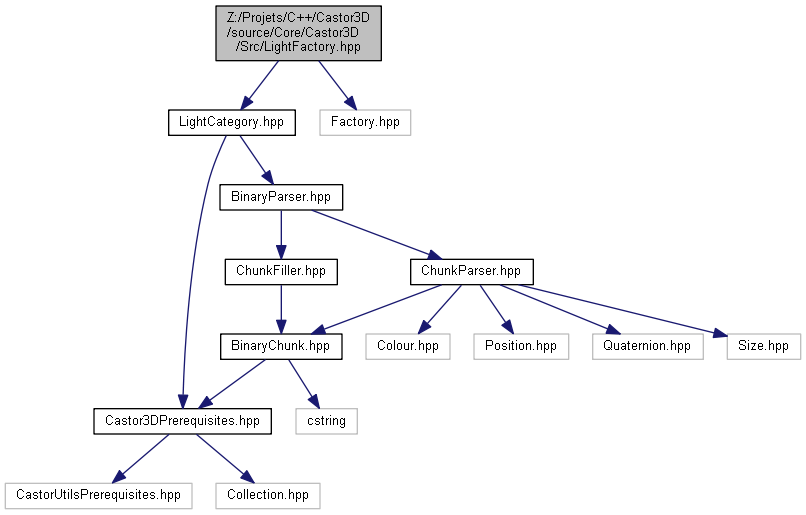 Z:/Projets/C++/Castor3D
/source/Core/Castor3D
/Src/LightFactory.hpp
LightCategory.hpp
Factory.hpp
BinaryParser.hpp
ChunkFiller.hpp
ChunkParser.hpp
BinaryChunk.hpp
Colour.hpp
Position.hpp
Quaternion.hpp
Size.hpp
Castor3DPrerequisites.hpp
cstring
CastorUtilsPrerequisites.hpp
Collection.hpp